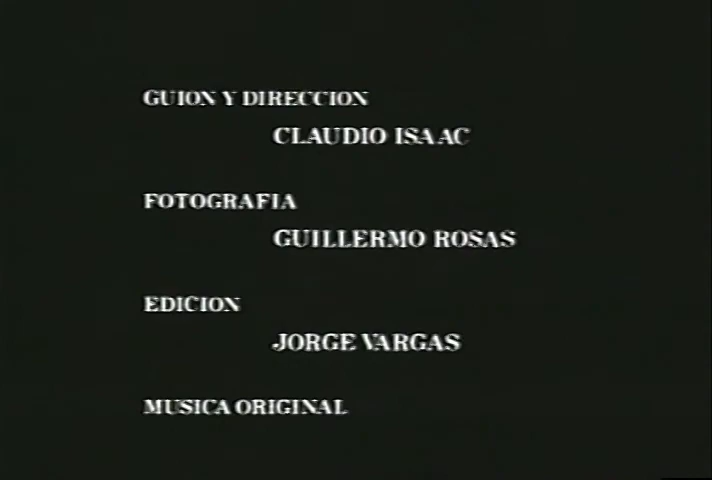 GUION Y DIRECCION
CLAUDIO ISAAC
FOTOGRAFIA
GUILLERMO ROSAS
EDICION
JORGE VARGAS
MUSICA ORIGINAL